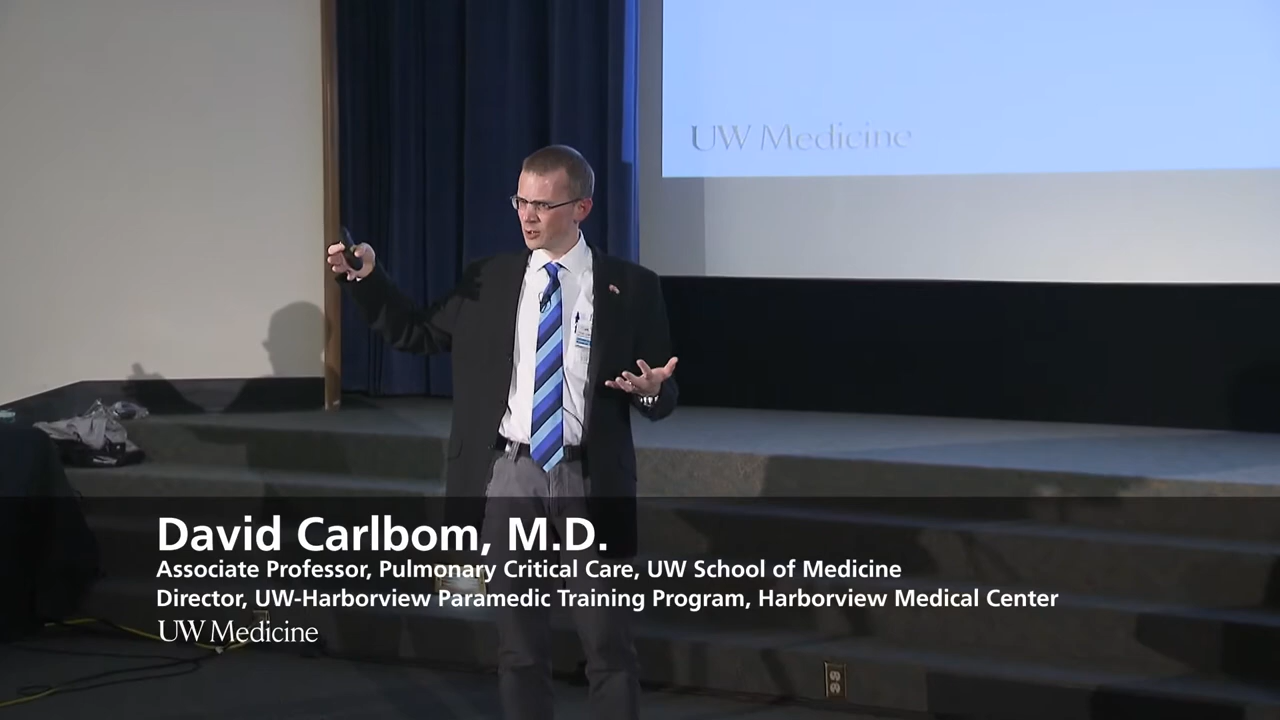 UW Medicine
David Carlbom, M.D.
Associate Professor, Pulmonary Critical Care, UW School of Medicine
Director, UW-Harborview Paramedic Training Program, Harborview Medical Center
UW Medicine